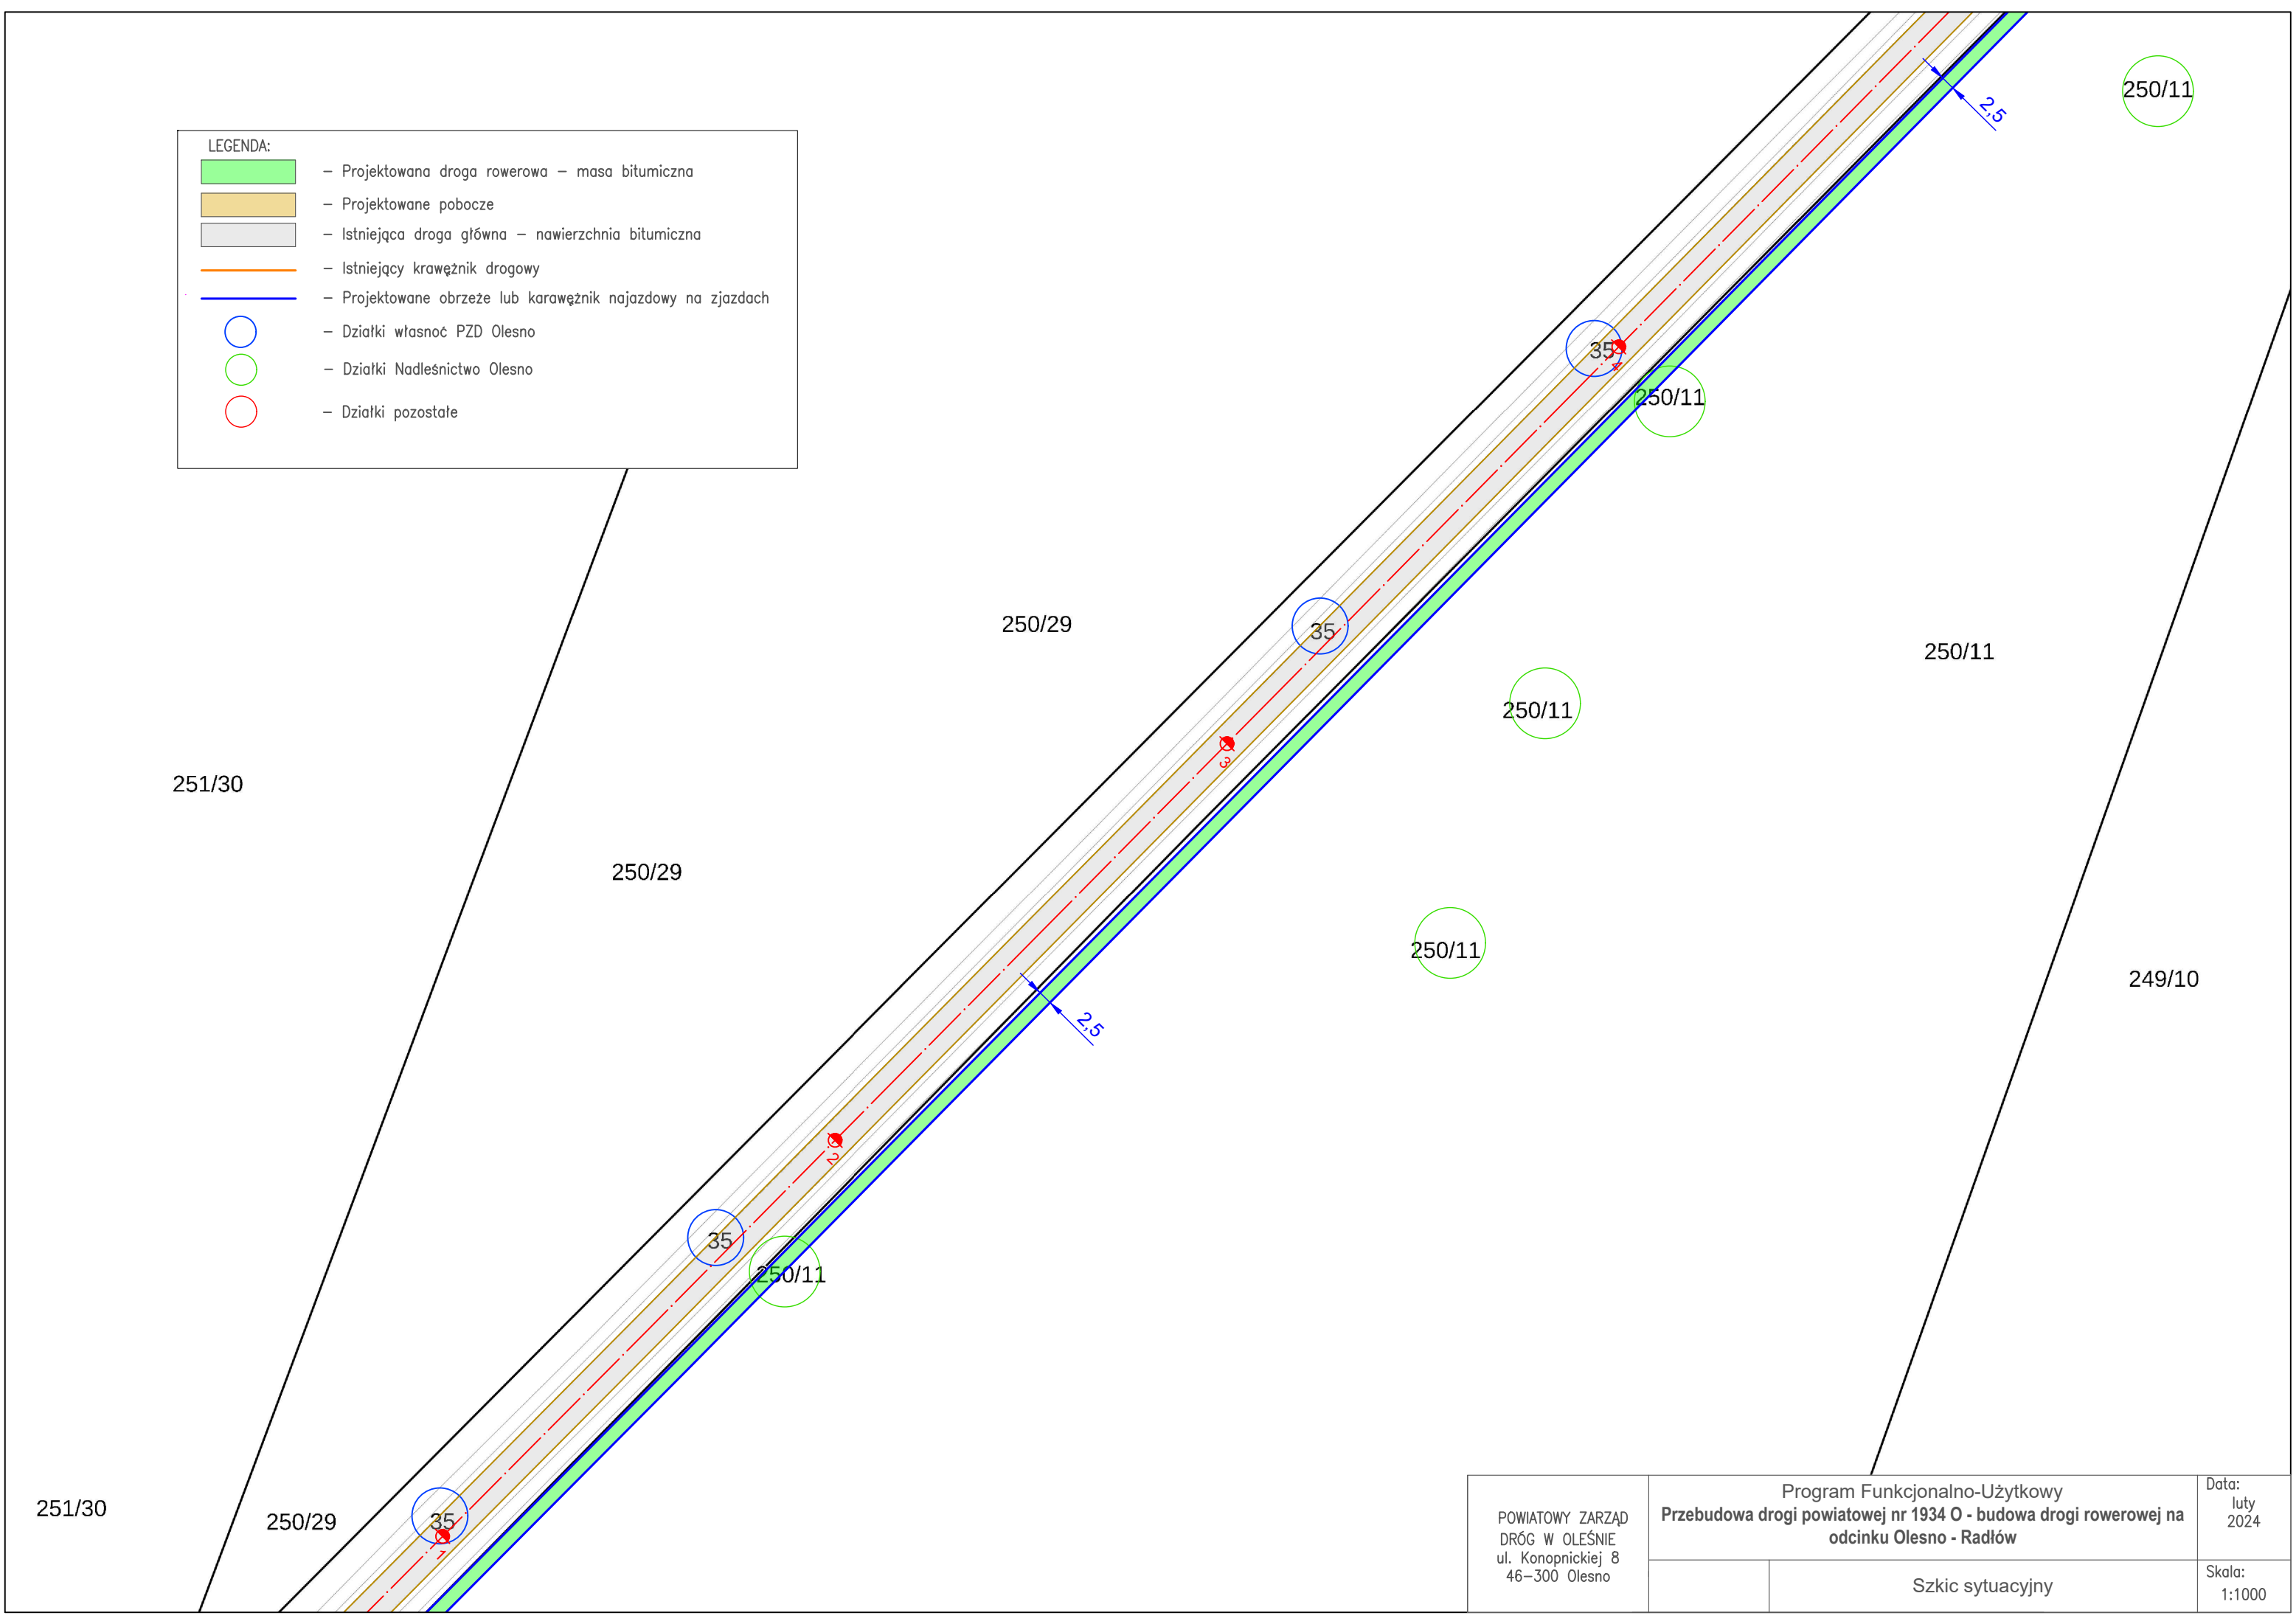 LEGENDA:
– Projektowana droga rowerowa – masa bitumiczna
– Projektowane pobocze
– Istniejąca droga główna – nawierzchnia bitumiczna
– Istniejący krawężnik drogowy
– Projektowane obrzeże lub karawężnik najazdowy na zjazdach
– Działki własnoć PZD Olesno
– Działki Nadleśnictwo Olesno
– Działki pozostałe
250/11
2,5
35
4
250/11
250/29
35
250/11
250/11
3
251/30
250/29
250/11
249/10
2,5
2
35
250/11
251/30
250/29
35
1
POWIATOWY ZARZĄD
DRÓG W OLEŚNIE
ul. Konopnickiej 8
46–300 Olesno
Program Funkcjonalno-Użytkowy
Przebudowa drogi powiatowej nr 1934 O - budowa drogi rowerowej na
odcinku Olesno - Radłów
Szkic sytuacyjny
Data:
luty
2024
Skala:
1:1000